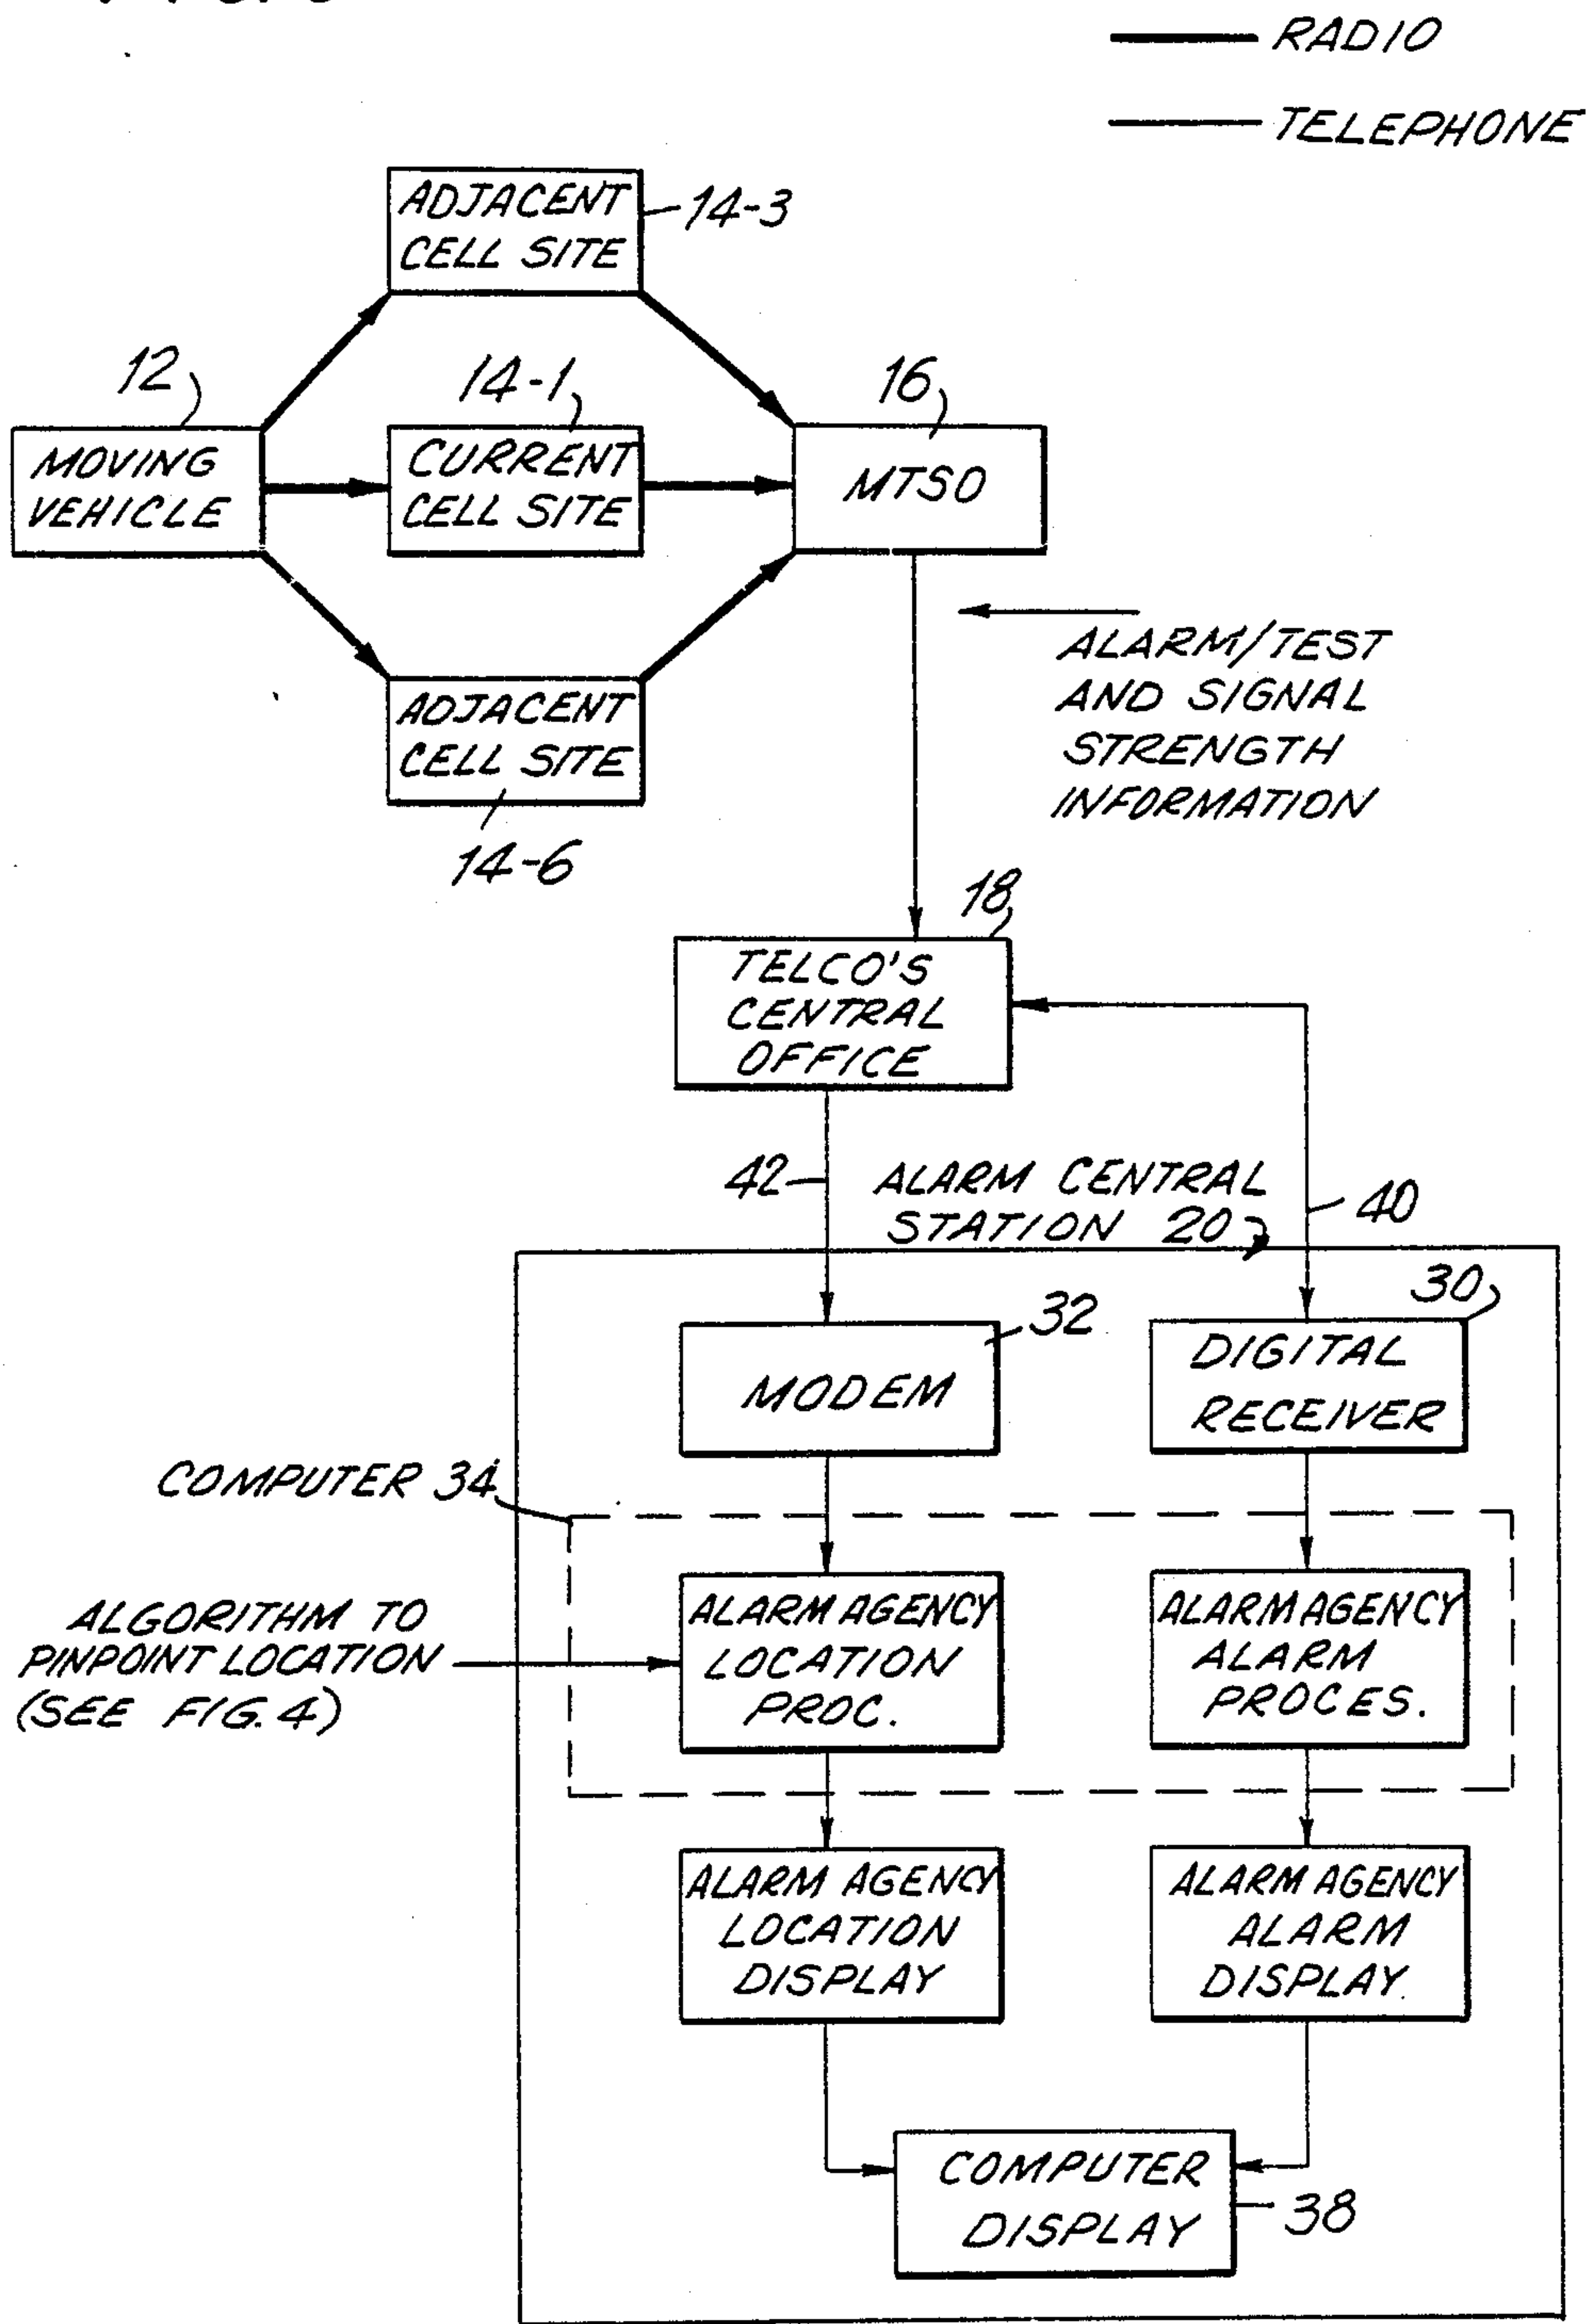 RADIO
TELEPHONE
ADJACENT
CELL SITE
14-3
12
14-1
16
MOVING
VEHICLE
CURRENT
CELL SITE
MTSO
ALARM/TEST
AND SIGNAL
STRENGTH
INFORMATION
ADJACENT
CELL SITE
14-6
18
TELCO'S
CENTRAL
OFFICE
42
ALARM CENTRAL
STATION 20
40
30
32
MODEM
DIGITAL
RECEIVER
COMPUTER 34
ALGORITHM TO
PINPOINT LOCATION
(SEE FIG. 4)
ALARM AGENCY
LOCATION
PROC.
ALARM AGENCY
ALARM
PROCES.
ALARM AGENCY
LOCATION
DISPLAY
ALARM AGENCY
ALARM
DISPLAY
COMPUTER
DISPLAY
38